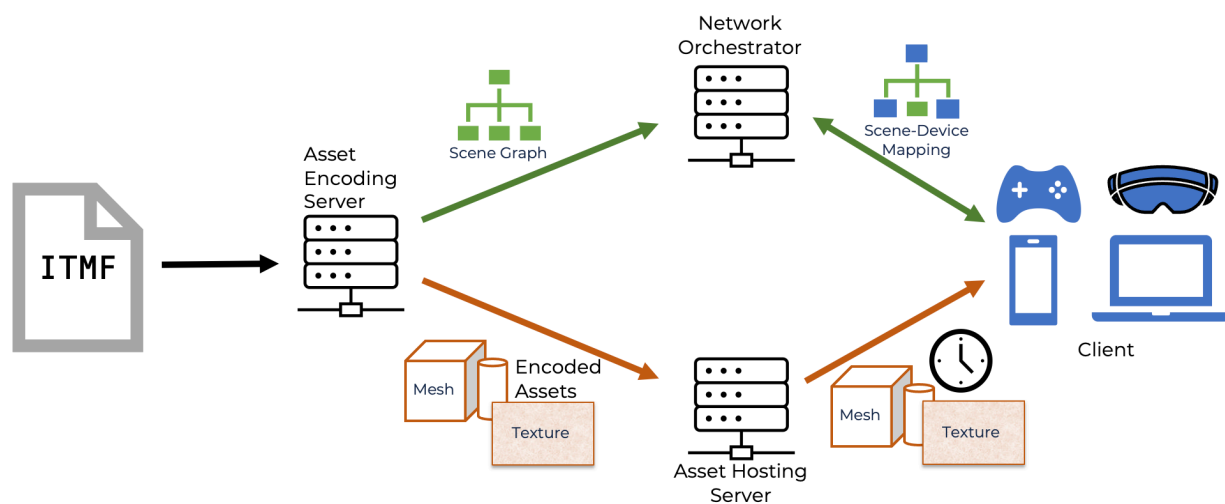 Network
Orchestrator
Scene Graph
Scene-Device
Mapping
Asset
Encoding
Server
ITMF
Mesh
Encoded
Assets
Texture
Client
Mesh
Texture
Asset Hosting
Server